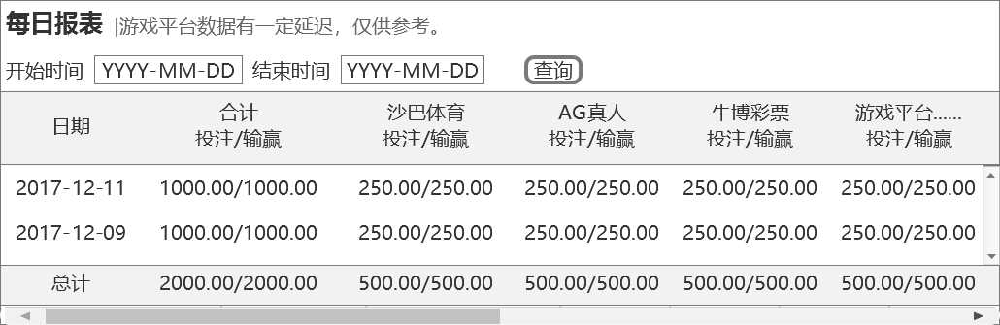 每日报表 |游戏平台数据有一定延迟，仅供参考。
开始时间 YYYY-MM-DD 结束时间 YYYY-MM-DD 查询
日期 合计 沙巴体育 AG真人 牛博彩票 游戏平台......
投注/输赢 投注/输赢 投注/输赢 投注/输赢 投注/输赢
2017-12-11 1000.00/1000.00 250.00/250.00 250.00/250.00 250.00/250.00 250.00/250.00
2017-12-09 1000.00/1000.00 250.00/250.00 250.00/250.00 250.00/250.00 250.00/250.00
总计 2000.00/2000.00 500.00/500.00 500.00/500.00 500.00/500.00 500.00/500.00